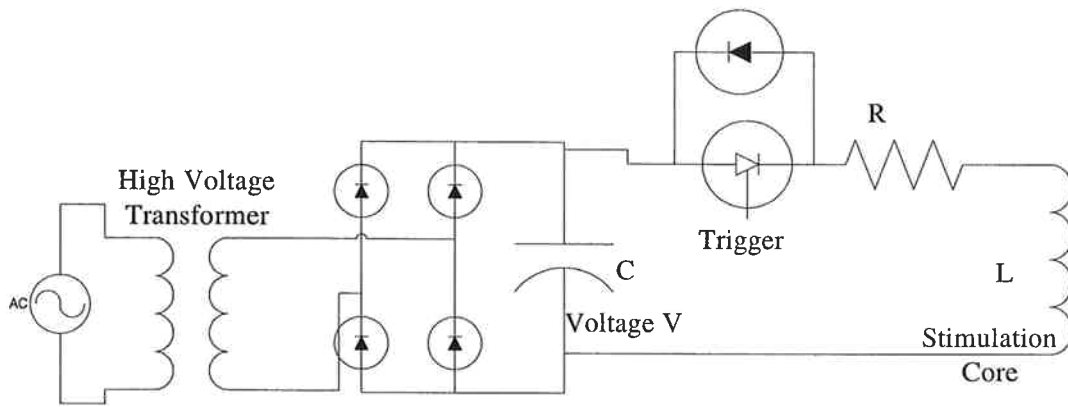 R
High Voltage
Transformer
Trigger
AC
C
L
Voltage V
Stimulation
Core